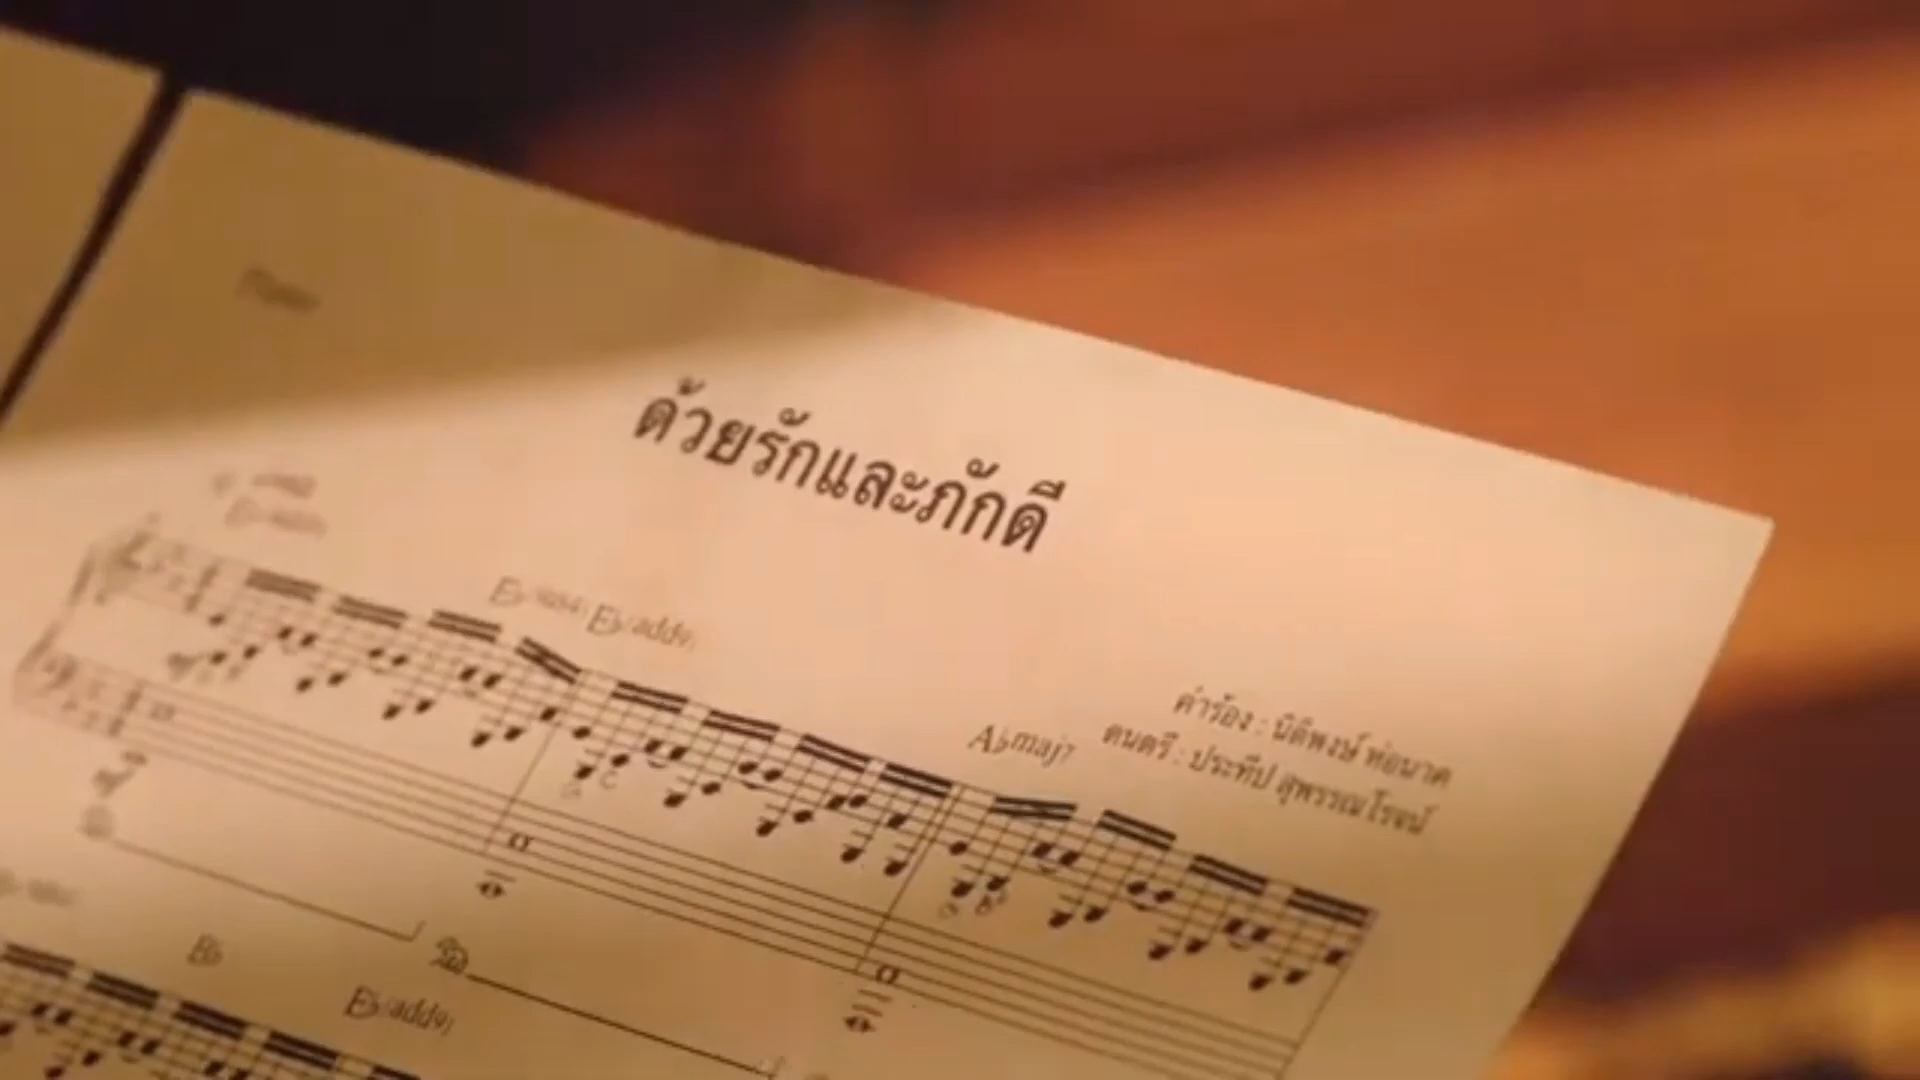 Piano
ด้วยรักและภักดี
คำร้อง : นิติพงษ์ ห่อนาค
ดนตรี : ประทีป สุพรรณโรจน์
E♭(add9)
A♭maj7
B♭
E♭(add9)